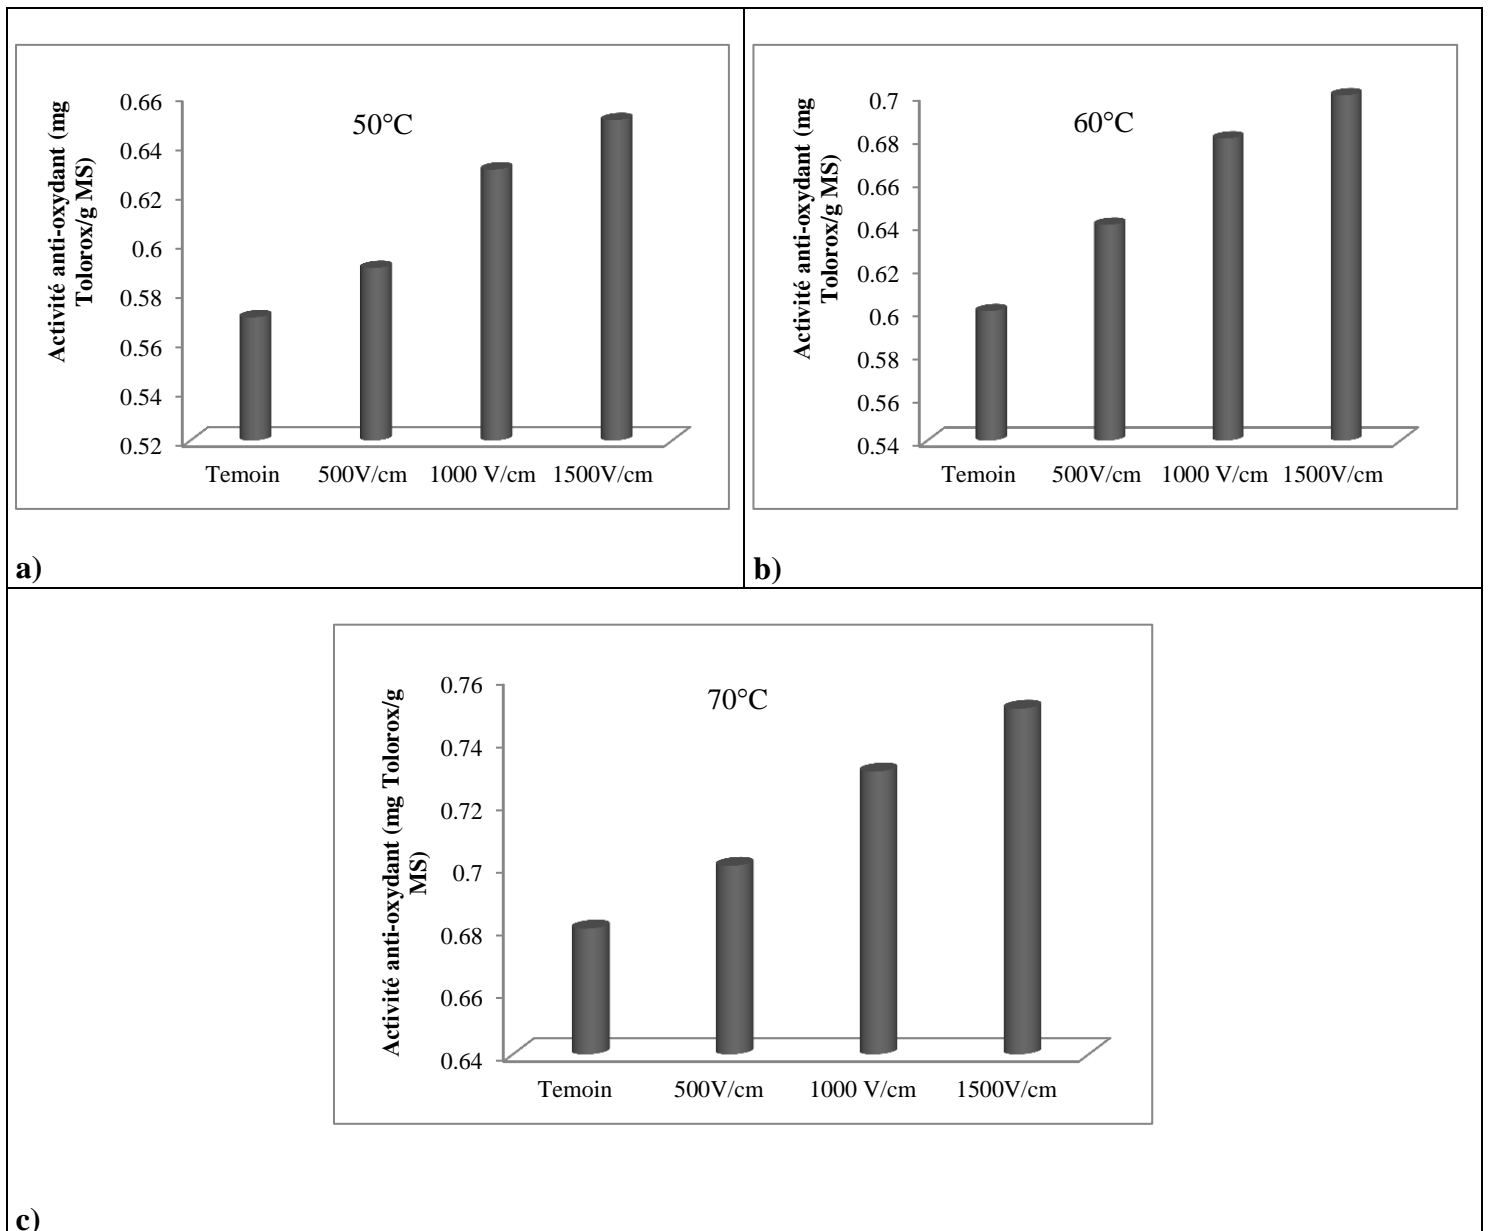 Activité anti-oxydant (mg
Tolorox/g MS)
50°C
0.66
0.64
0.62
0.6
0.58
0.56
0.54
0.52
Temoin 500V/cm 1000 V/cm 1500V/cm
a)
Activité anti-oxydant (mg
Tolorox/g MS)
60°C
0.7
0.68
0.66
0.64
0.62
0.6
0.58
0.56
0.54
Temoin 500V/cm 1000 V/cm 1500V/cm
b)
Activité anti-oxydant (mg Tolorox/g
MS)
70°C
0.76
0.74
0.72
0.7
0.68
0.66
0.64
Temoin 500V/cm 1000 V/cm 1500V/cm
c)